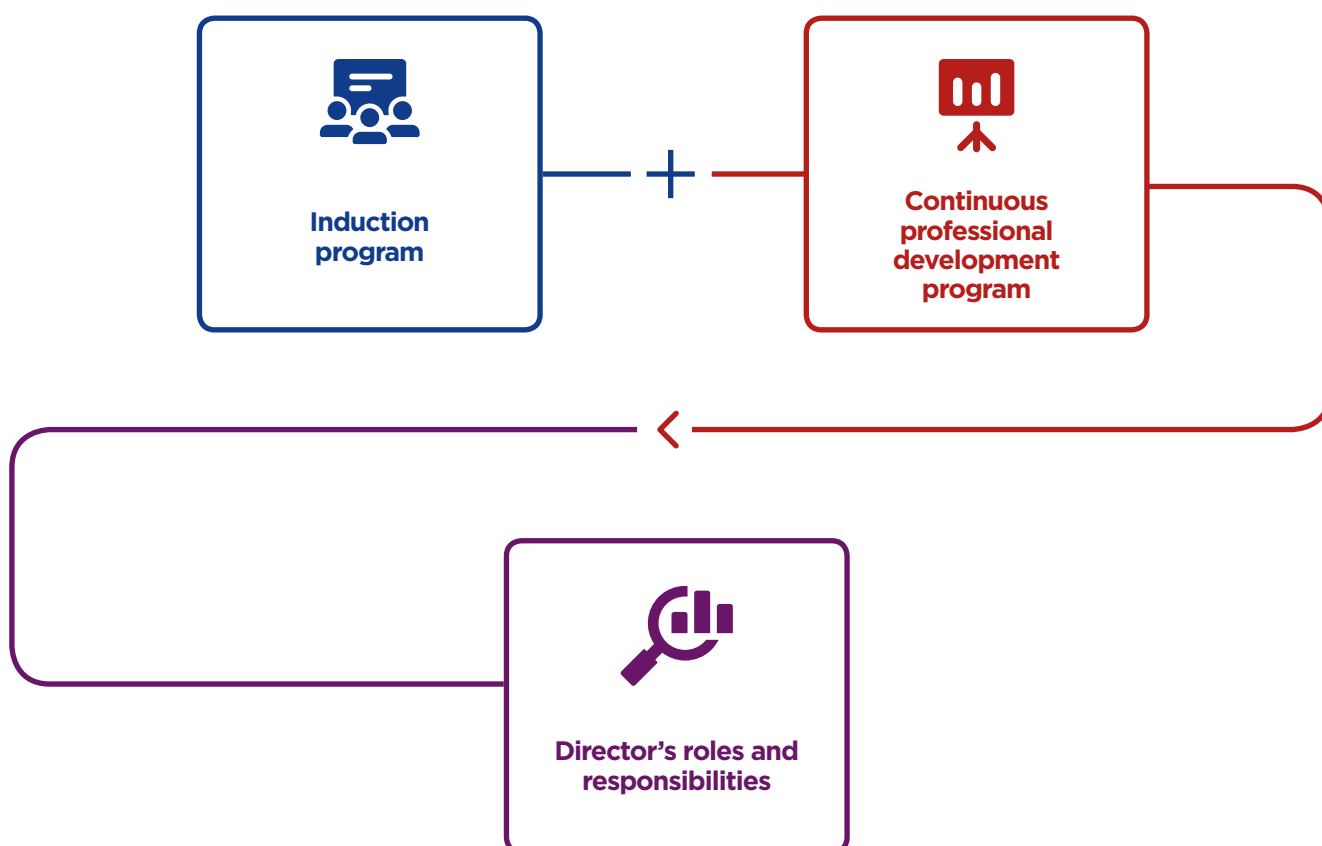 Induction
program
Continuous
professional
development
program
Director’s roles and
responsibilities